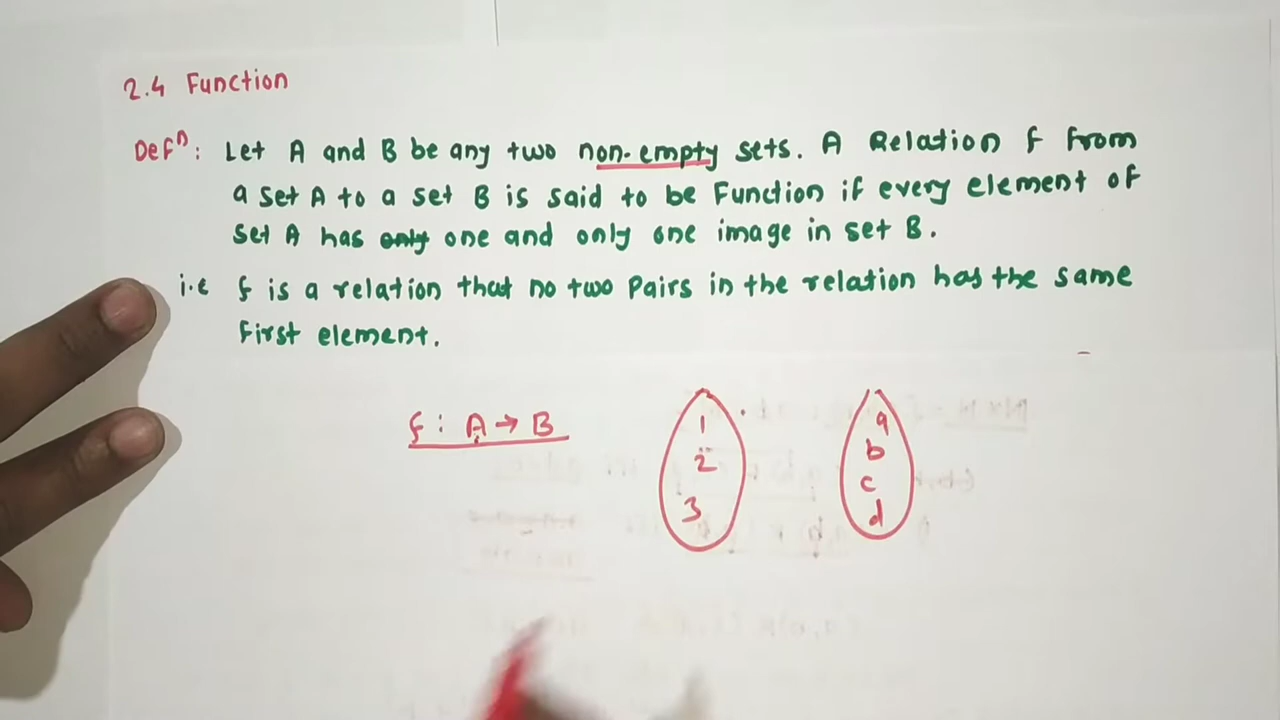 2.4 Function
Defⁿ: Let A and B be any two non-empty sets. A Relation f from
a set A to a set B is said to be Function if every element of
set A has only one and only one image in set B.
i.e f is a relation that no two Pairs in the relation has the same
First element.
f : A → B
1
2
3
a
b
c
d